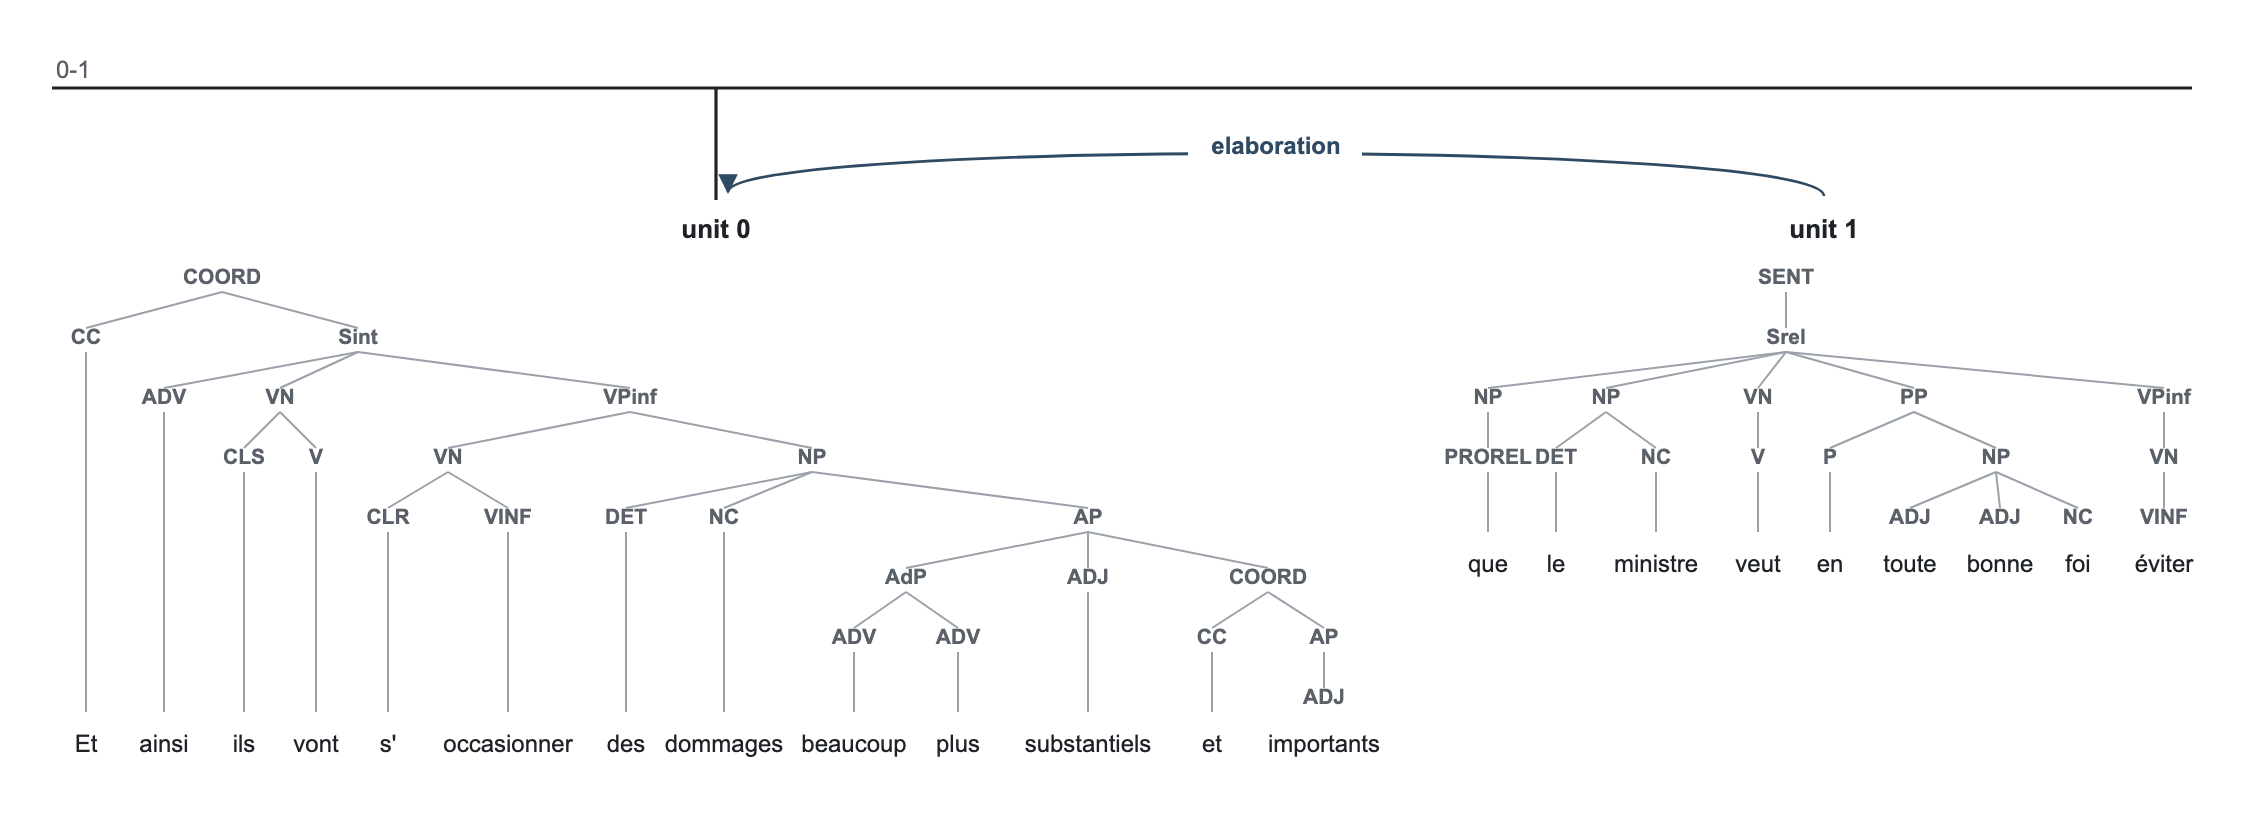 0-1
elaboration
unit 0 unit 1
COORD SENT
CC Sint Srel
ADV VN VPinf NP NP VN PP VPinf
CLS V VN NP PROREL DET NC V P NP VN
CLR VINF DET NC AP ADJ ADJ NC VINF
que le ministre veut en toute bonne foi éviter
AdP ADJ COORD
ADV ADV CC AP
ADJ
Et ainsi ils vont s' occasionner des dommages beaucoup plus substantiels et importants